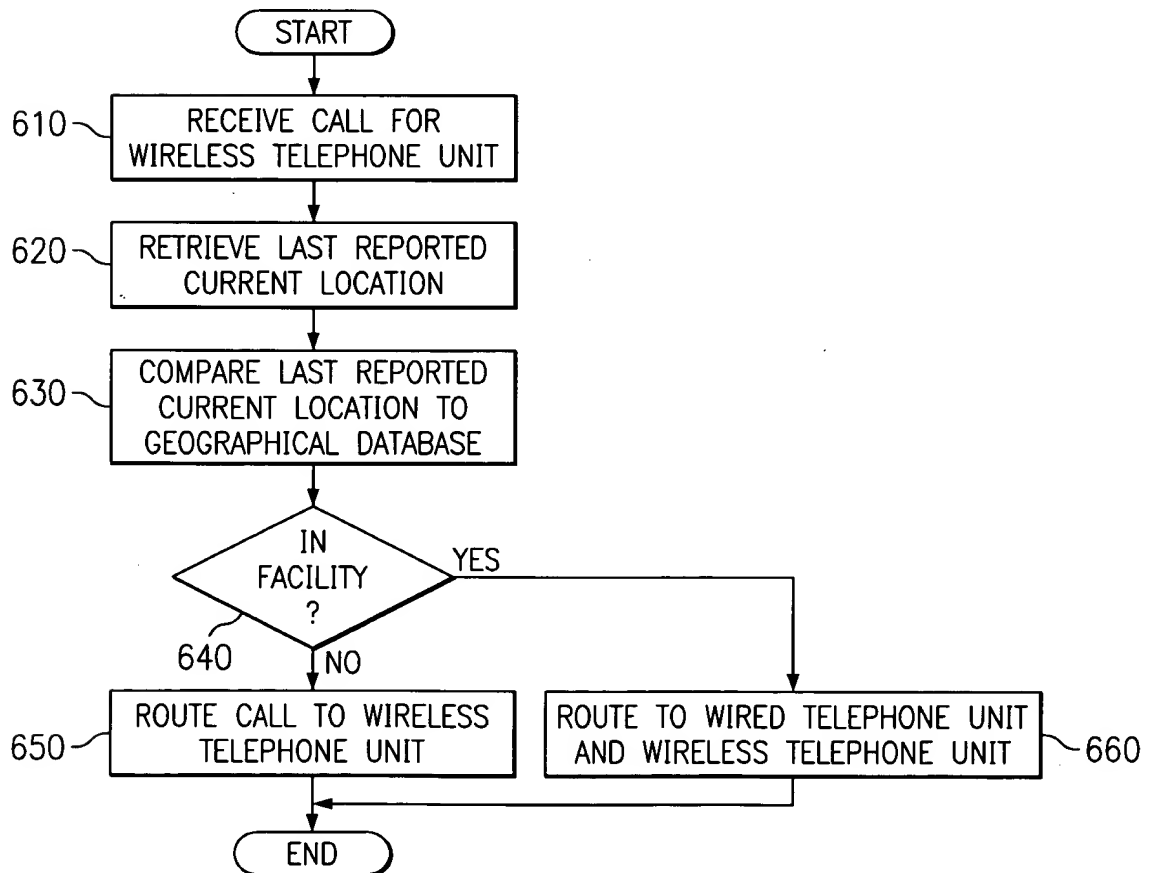 START
610
RECEIVE CALL FOR
WIRELESS TELEPHONE UNIT
620
RETRIEVE LAST REPORTED
CURRENT LOCATION
630
COMPARE LAST REPORTED
CURRENT LOCATION TO
GEOGRAPHICAL DATABASE
IN
FACILITY
?
YES
640
NO
650
ROUTE CALL TO WIRELESS
TELEPHONE UNIT
ROUTE TO WIRED TELEPHONE UNIT
AND WIRELESS TELEPHONE UNIT
660
END